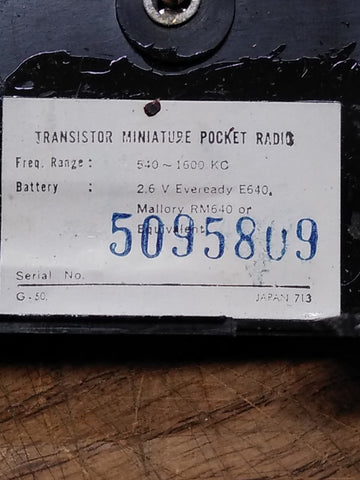 TRANSISTOR MINIATURE POCKET RADIO
Freq. Range : 540 ~ 1600 KC
Battery : 2.6 V Eveready E640,
Mallory RM640 or
Equivalent
5095809
Serial No.
G - 50. JAPAN 713